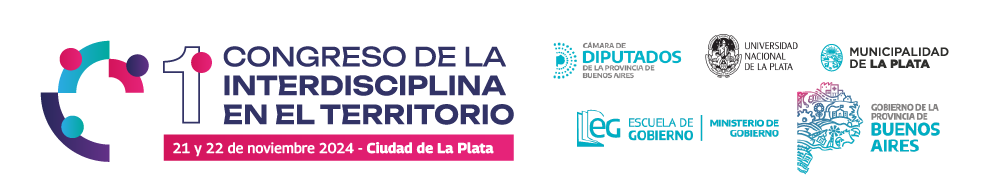 1
CONGRESO DE LA
INTERDISCIPLINA
EN EL TERRITORIO
21 y 22 de noviembre 2024 - Ciudad de La Plata
CÁMARA DE
DIPUTADOS
DE LA PROVINCIA DE
BUENOS AIRES
UNIVERSIDAD
NACIONAL
DE LA PLATA
MUNICIPALIDAD
DE LA PLATA
EG
ESCUELA DE
GOBIERNO
MINISTERIO DE
GOBIERNO
GOBIERNO DE LA
PROVINCIA DE
BUENOS
AIRES